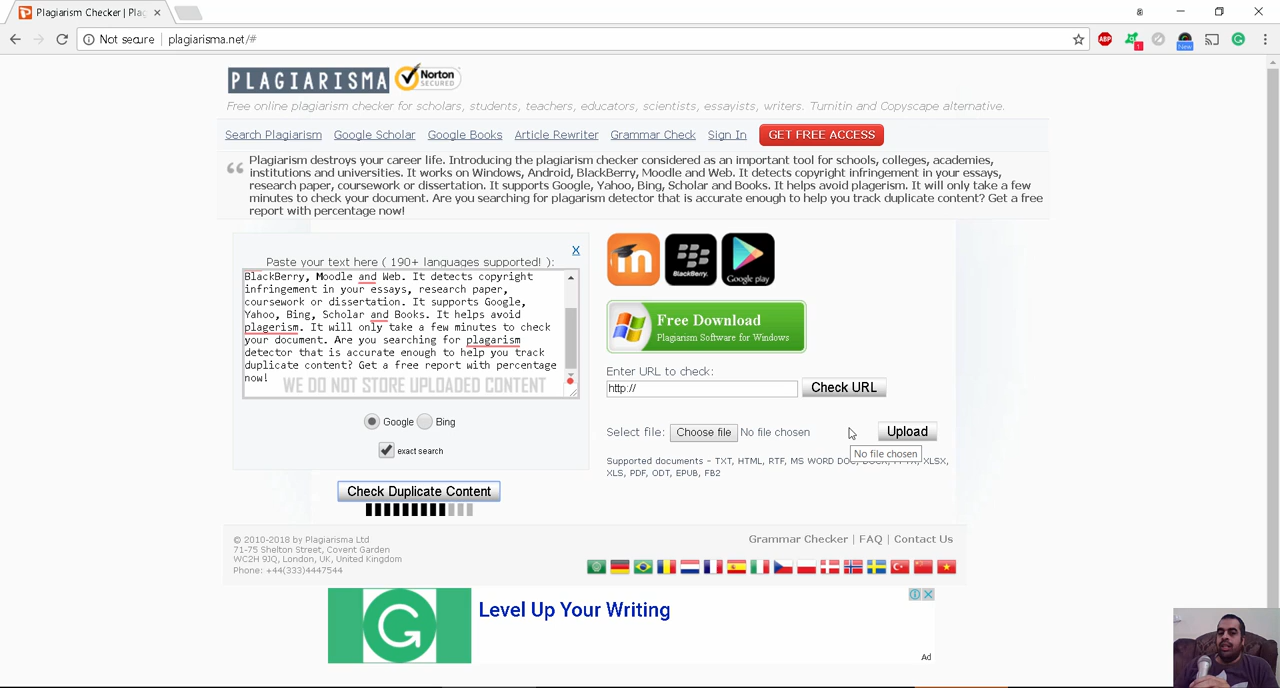 Plagiarism Checker | Plag
Not secure | plagiarisma.net/#
ABP
1
New
PLAGIARISMA
Norton
SECURED
Free online plagiarism checker for scholars, students, teachers, educators, scientists, essayists, writers. Turnitin and Copyscape alternative.
Search Plagiarism Google Scholar Google Books Article Rewriter Grammar Check Sign In GET FREE ACCESS
Plagiarism destroys your career life. Introducing the plagiarism checker considered as an important tool for schools, colleges, academies,
institutions and universities. It works on Windows, Android, BlackBerry, Moodle and Web. It detects copyright infringement in your essays,
research paper, coursework or dissertation. It supports Google, Yahoo, Bing, Scholar and Books. It helps avoid plagerism. It will only take a few
minutes to check your document. Are you searching for plagarism detector that is accurate enough to help you track duplicate content? Get a free
report with percentage now!
X
Paste your text here ( 190+ languages supported! ):
BlackBerry, Moodle and Web. It detects copyright
infringement in your essays, research paper,
coursework or dissertation. It supports Google,
Yahoo, Bing, Scholar and Books. It helps avoid
plagerism. It will only take a few minutes to check
your document. Are you searching for plagarism
detector that is accurate enough to help you track
duplicate content? Get a free report with percentage
now!
WE DO NOT STORE UPLOADED CONTENT
Google Bing
exact search
Check Duplicate Content
m
BlackBerry
Google play
Free Download
Plagiarism Software for Windows
Enter URL to check:
http:// Check URL
Select file: Choose file No file chosen Upload
No file chosen
Supported documents - TXT, HTML, RTF, MS WORD DOC, XLSX,
XLS, PDF, ODT, EPUB, FB2
© 2010-2018 by Plagiarisma Ltd.
71-75 Shelton Street, Covent Garden
WC2H 9JQ, London, UK, United Kingdom
Phone: +44(333)4447544
Grammar Checker | FAQ | Contact Us
Level Up Your Writing
Ad